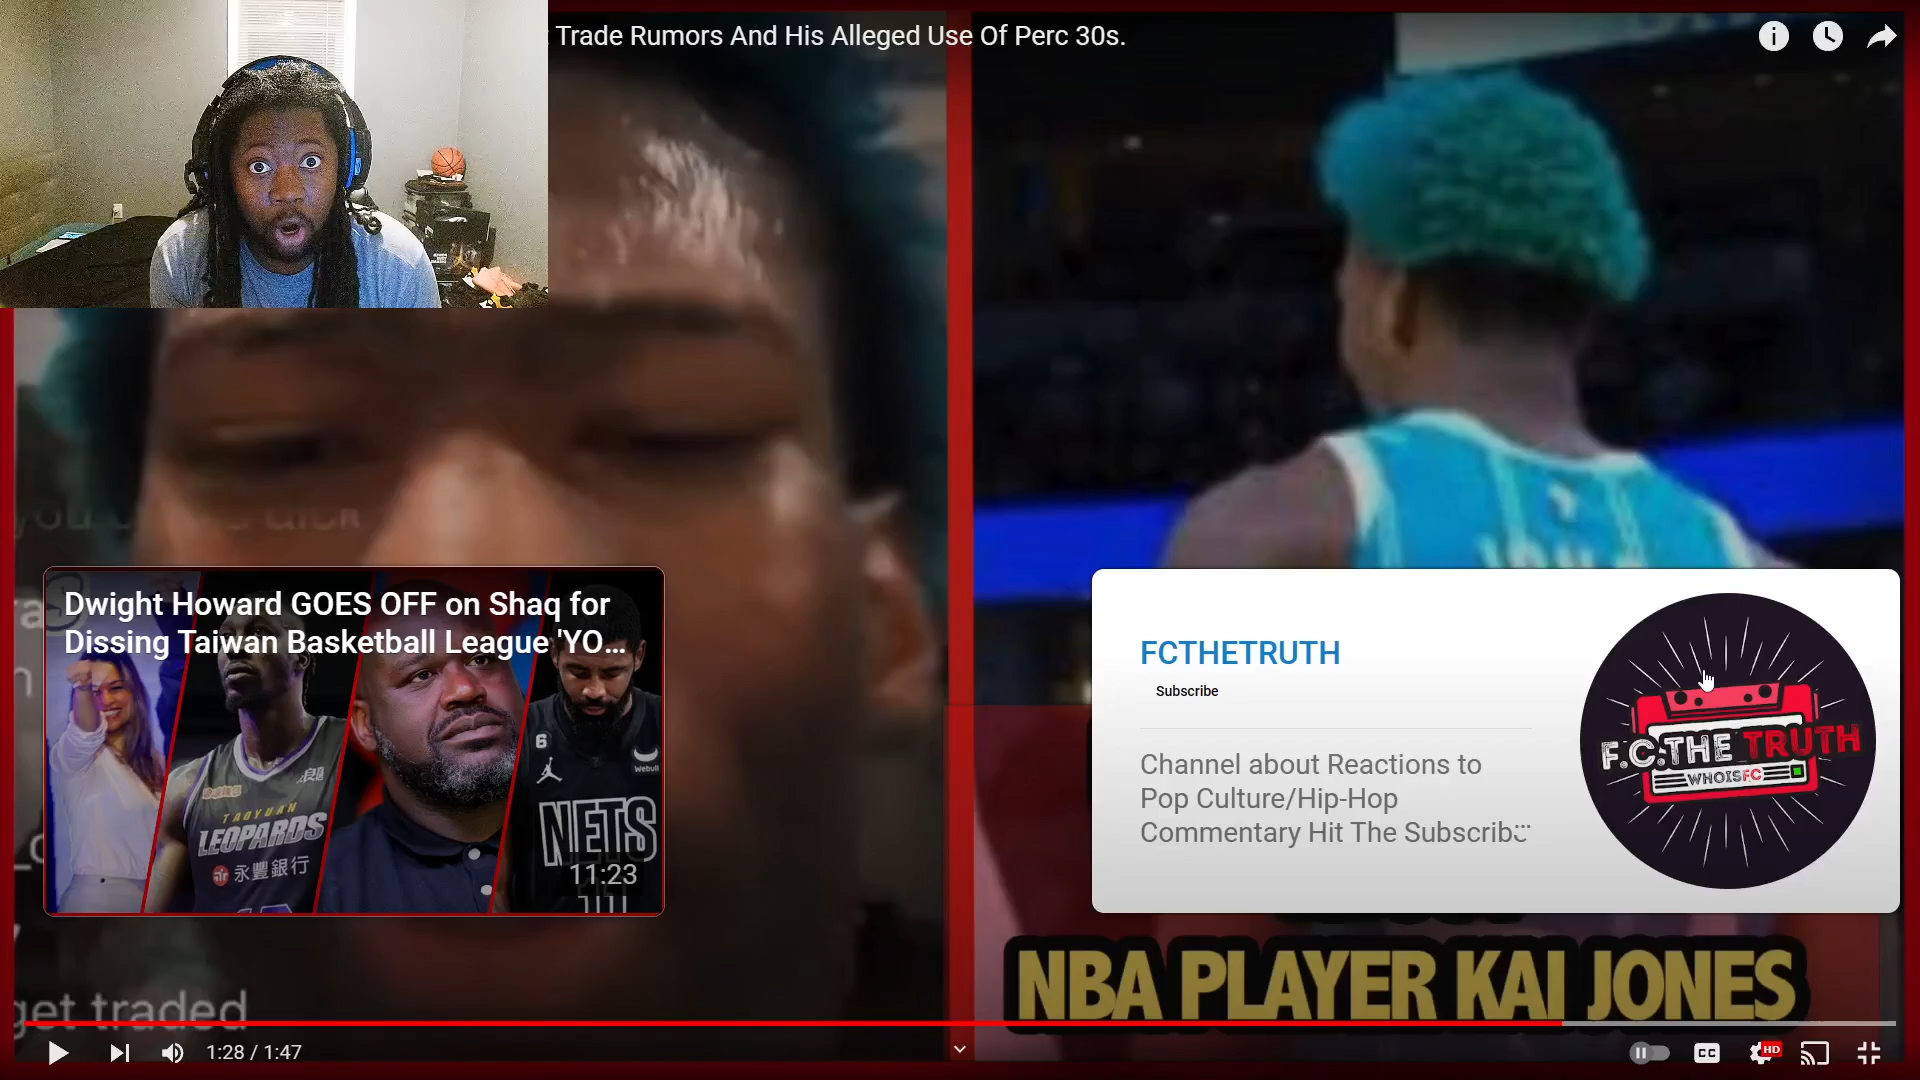 : Trade Rumors And His Alleged Use Of Perc 30s.
Dwight Howard GOES OFF on Shaq for
Dissing Taiwan Basketball League 'YO...
6
Webull
TAOYUAN
LEOPARDS
永豐銀行
NETS
11:23
FCTHETRUTH
Subscribe
Channel about Reactions to
Pop Culture/Hip-Hop
Commentary Hit The Subscrib...
F.C.THE TRUTH
WHOISFC
NBA PLAYER KAI JONES
get traded
1:28 / 1:47
CC
HD